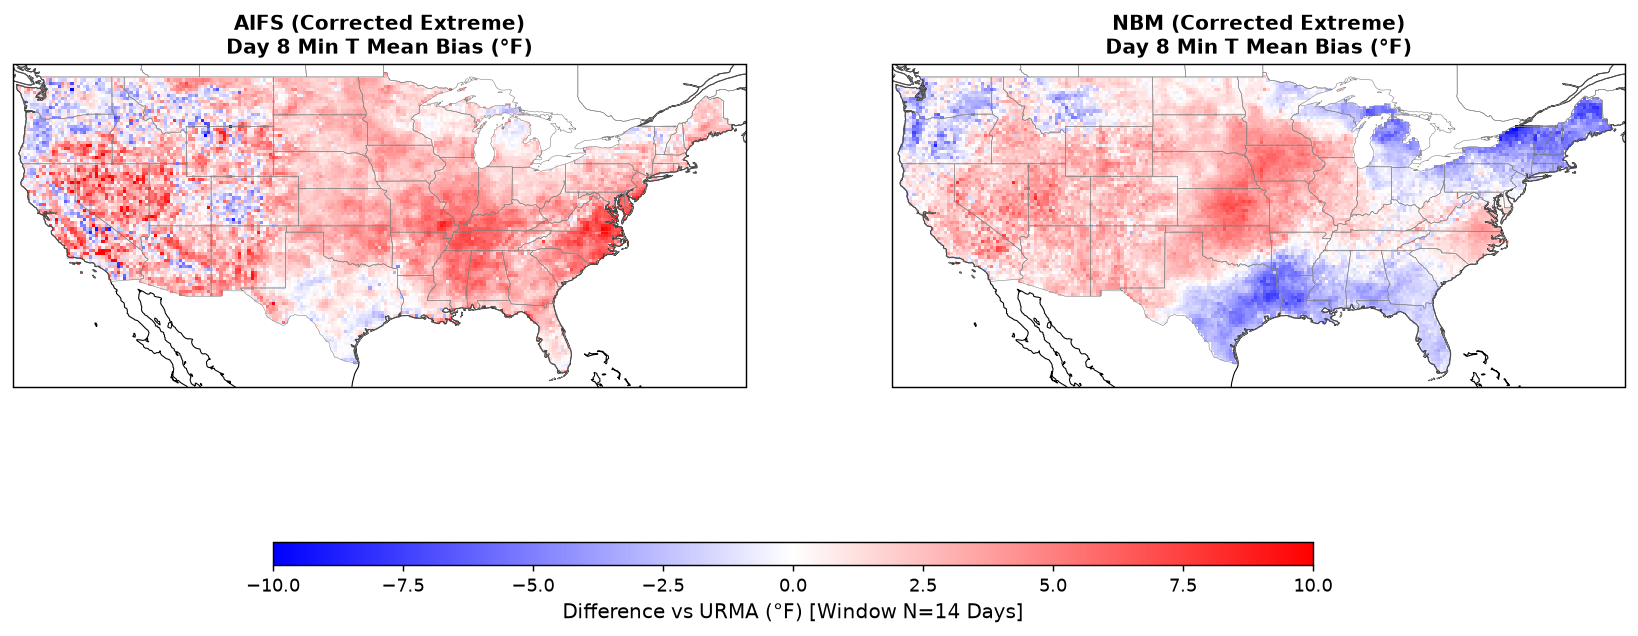 AIFS (Corrected Extreme)
Day 8 Min T Mean Bias (°F)
NBM (Corrected Extreme)
Day 8 Min T Mean Bias (°F)
−10.0 −7.5 −5.0 −2.5 0.0 2.5 5.0 7.5 10.0
Difference vs URMA (°F) [Window N=14 Days]